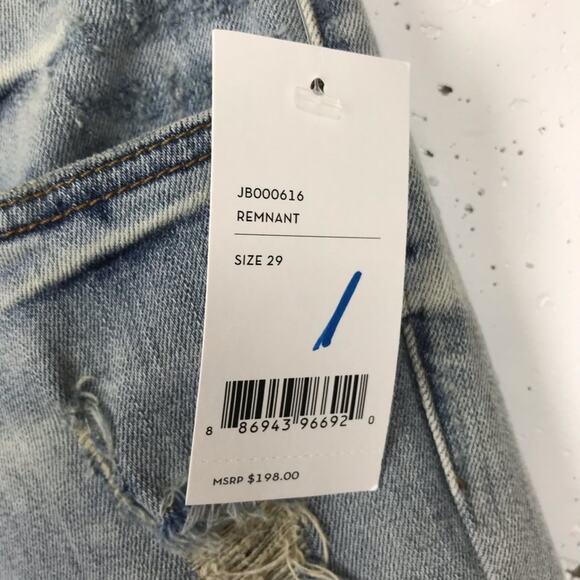 JB000616
REMNANT
SIZE 29
8 86943 96692 0
MSRP $198.00